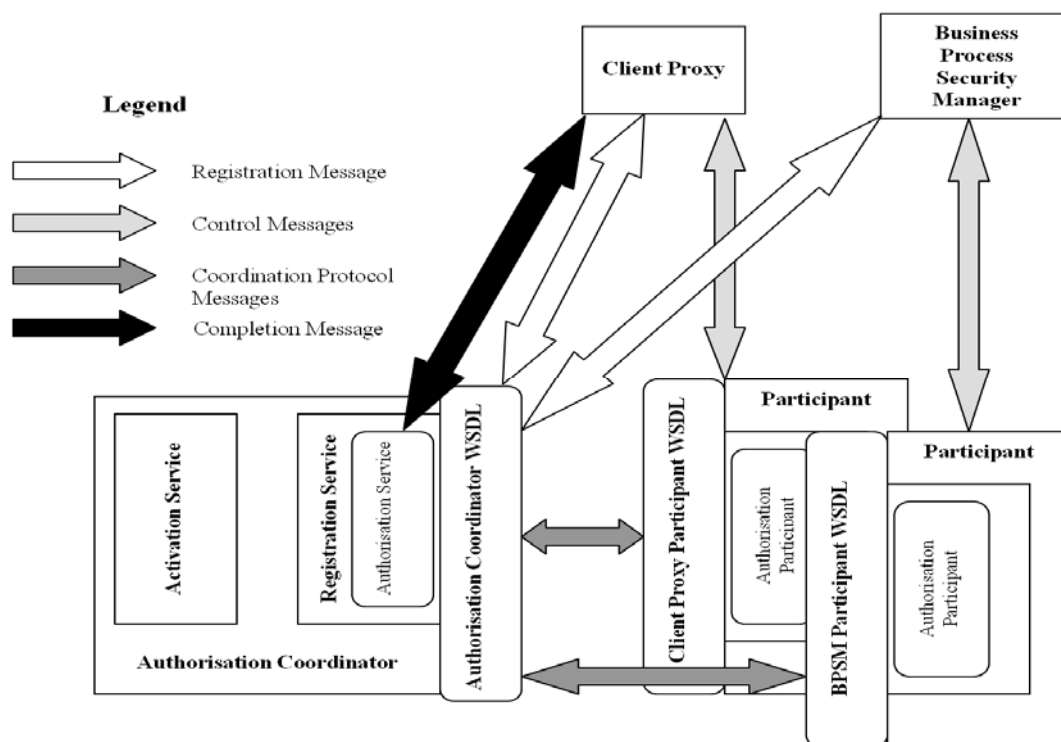 Client Proxy
Business
Process
Security
Manager
Legend
Registration Message
Control Messages
Coordination Protocol
Messages
Completion Message
Activation Service
Registration Service
Authorisation Service
Authorisation Coordinator WSDL
Authorisation Coordinator
Client Proxy Participant WSDL
Participant
Authorisation
Participant
BPSM Participant WSDL
Participant
Authorisation
Participant